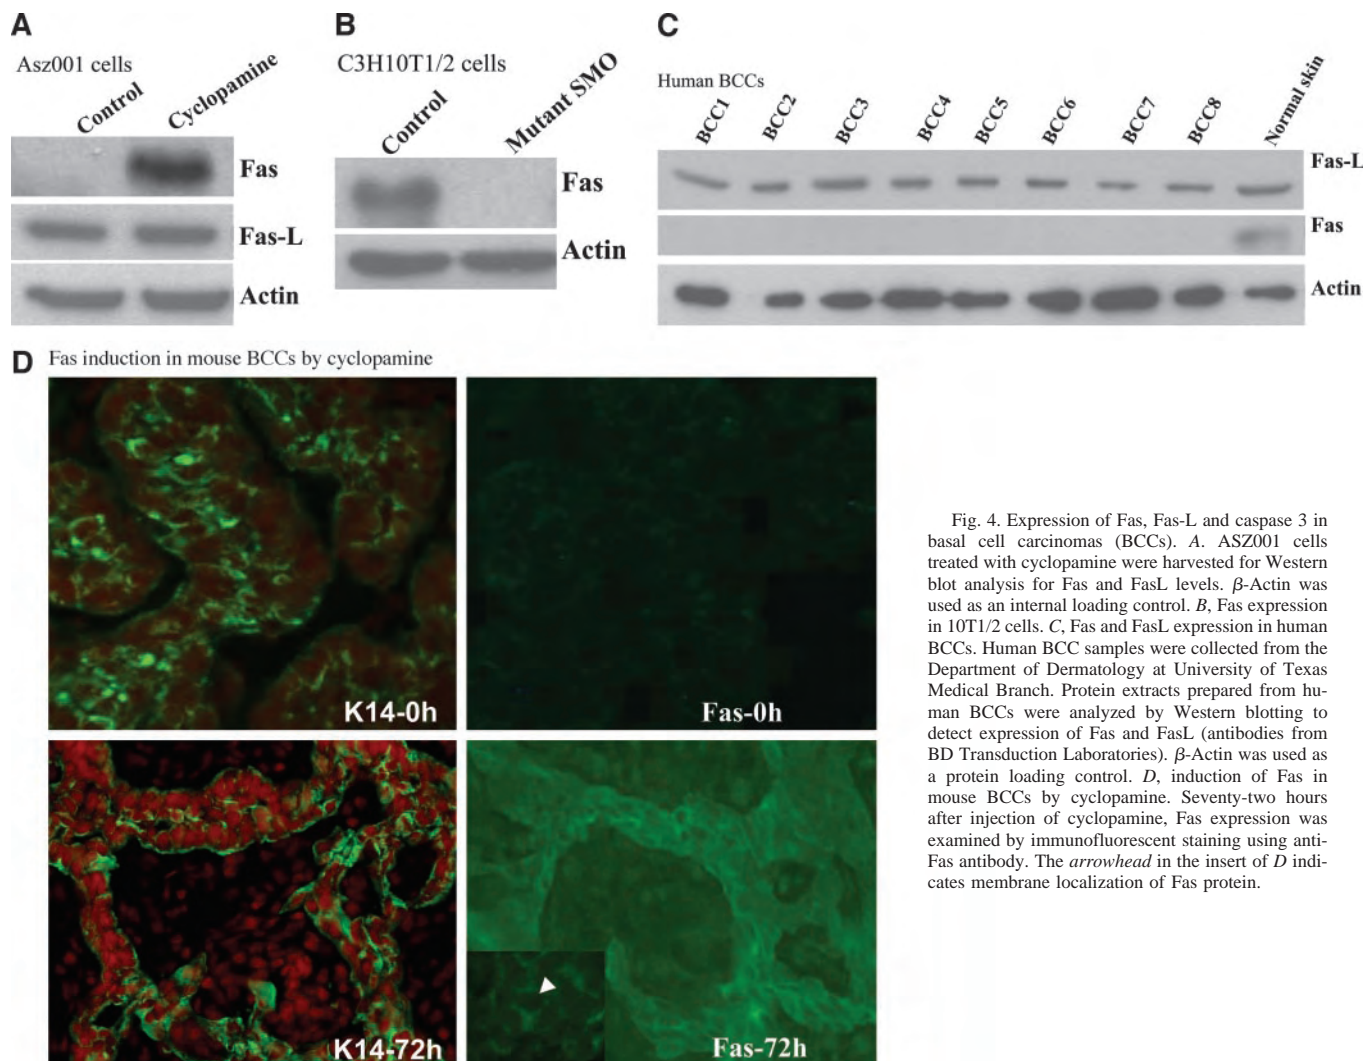 A
Asz001 cells
Control
Cyclopamine
Fas
Fas-L
Actin
B
C3H10T1/2 cells
Control
Mutant SMO
Fas
Actin
C
Human BCCs
BCC1
BCC2
BCC3
BCC4
BCC5
BCC6
BCC7
BCC8
Normal skin
Fas-L
Fas
Actin
D
Fas induction in mouse BCCs by cyclopamine
K14-0h
Fas-0h
K14-72h
Fas-72h
Fig. 4. Expression of Fas, Fas-L and caspase 3 in
basal cell carcinomas (BCCs). A. ASZ001 cells
treated with cyclopamine were harvested for Western
blot analysis for Fas and FasL levels. β-Actin was
used as an internal loading control. B, Fas expression
in 10T1/2 cells. C, Fas and FasL expression in human
BCCs. Human BCC samples were collected from the
Department of Dermatology at University of Texas
Medical Branch. Protein extracts prepared from hu-
man BCCs were analyzed by Western blotting to
detect expression of Fas and FasL (antibodies from
BD Transduction Laboratories). β-Actin was used as
a protein loading control. D, induction of Fas in
mouse BCCs by cyclopamine. Seventy-two hours
after injection of cyclopamine, Fas expression was
examined by immunofluorescent staining using anti-
Fas antibody. The arrowhead in the insert of D indi-
cates membrane localization of Fas protein.